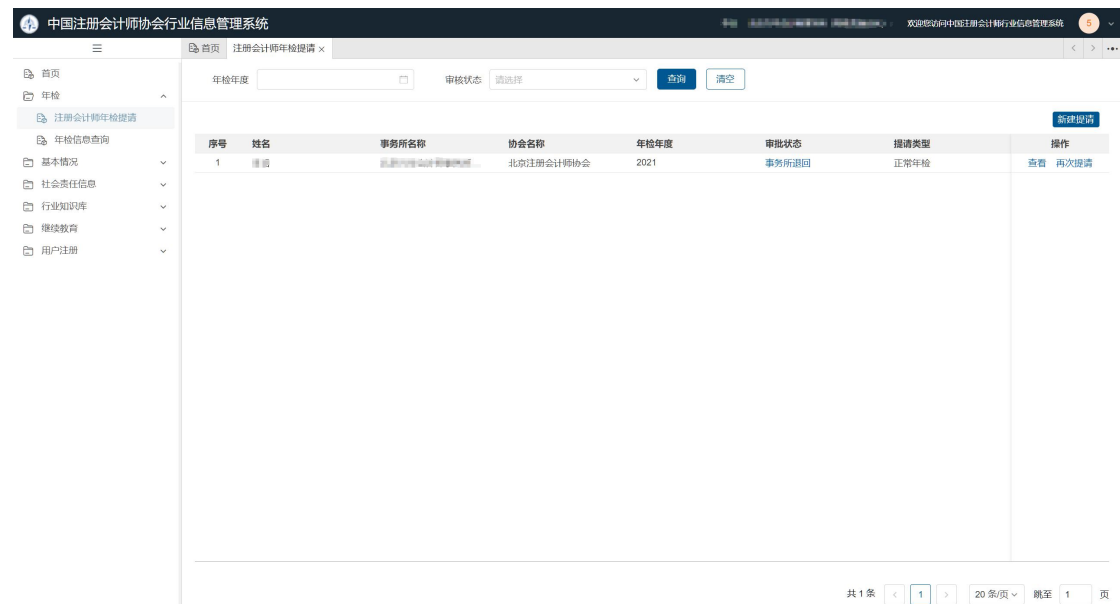 中国注册会计师协会行业信息管理系统
欢迎您访问中国注册会计师行业信息管理系统 5
首页 注册会计师年检提请 ×
首页
年检
注册会计师年检提请
年检信息查询
基本情况
社会责任信息
行业知识库
继续教育
用户注册
年检年度 审核状态 请选择 查询 清空
新建提请
序号 姓名 事务所名称 协会名称 年检年度 审批状态 提请类型 操作
1 北京注册会计师协会 2021 事务所退回 正常年检 查看 再次提请
共 1 条 < 1 > 20 条/页 跳至 1 页